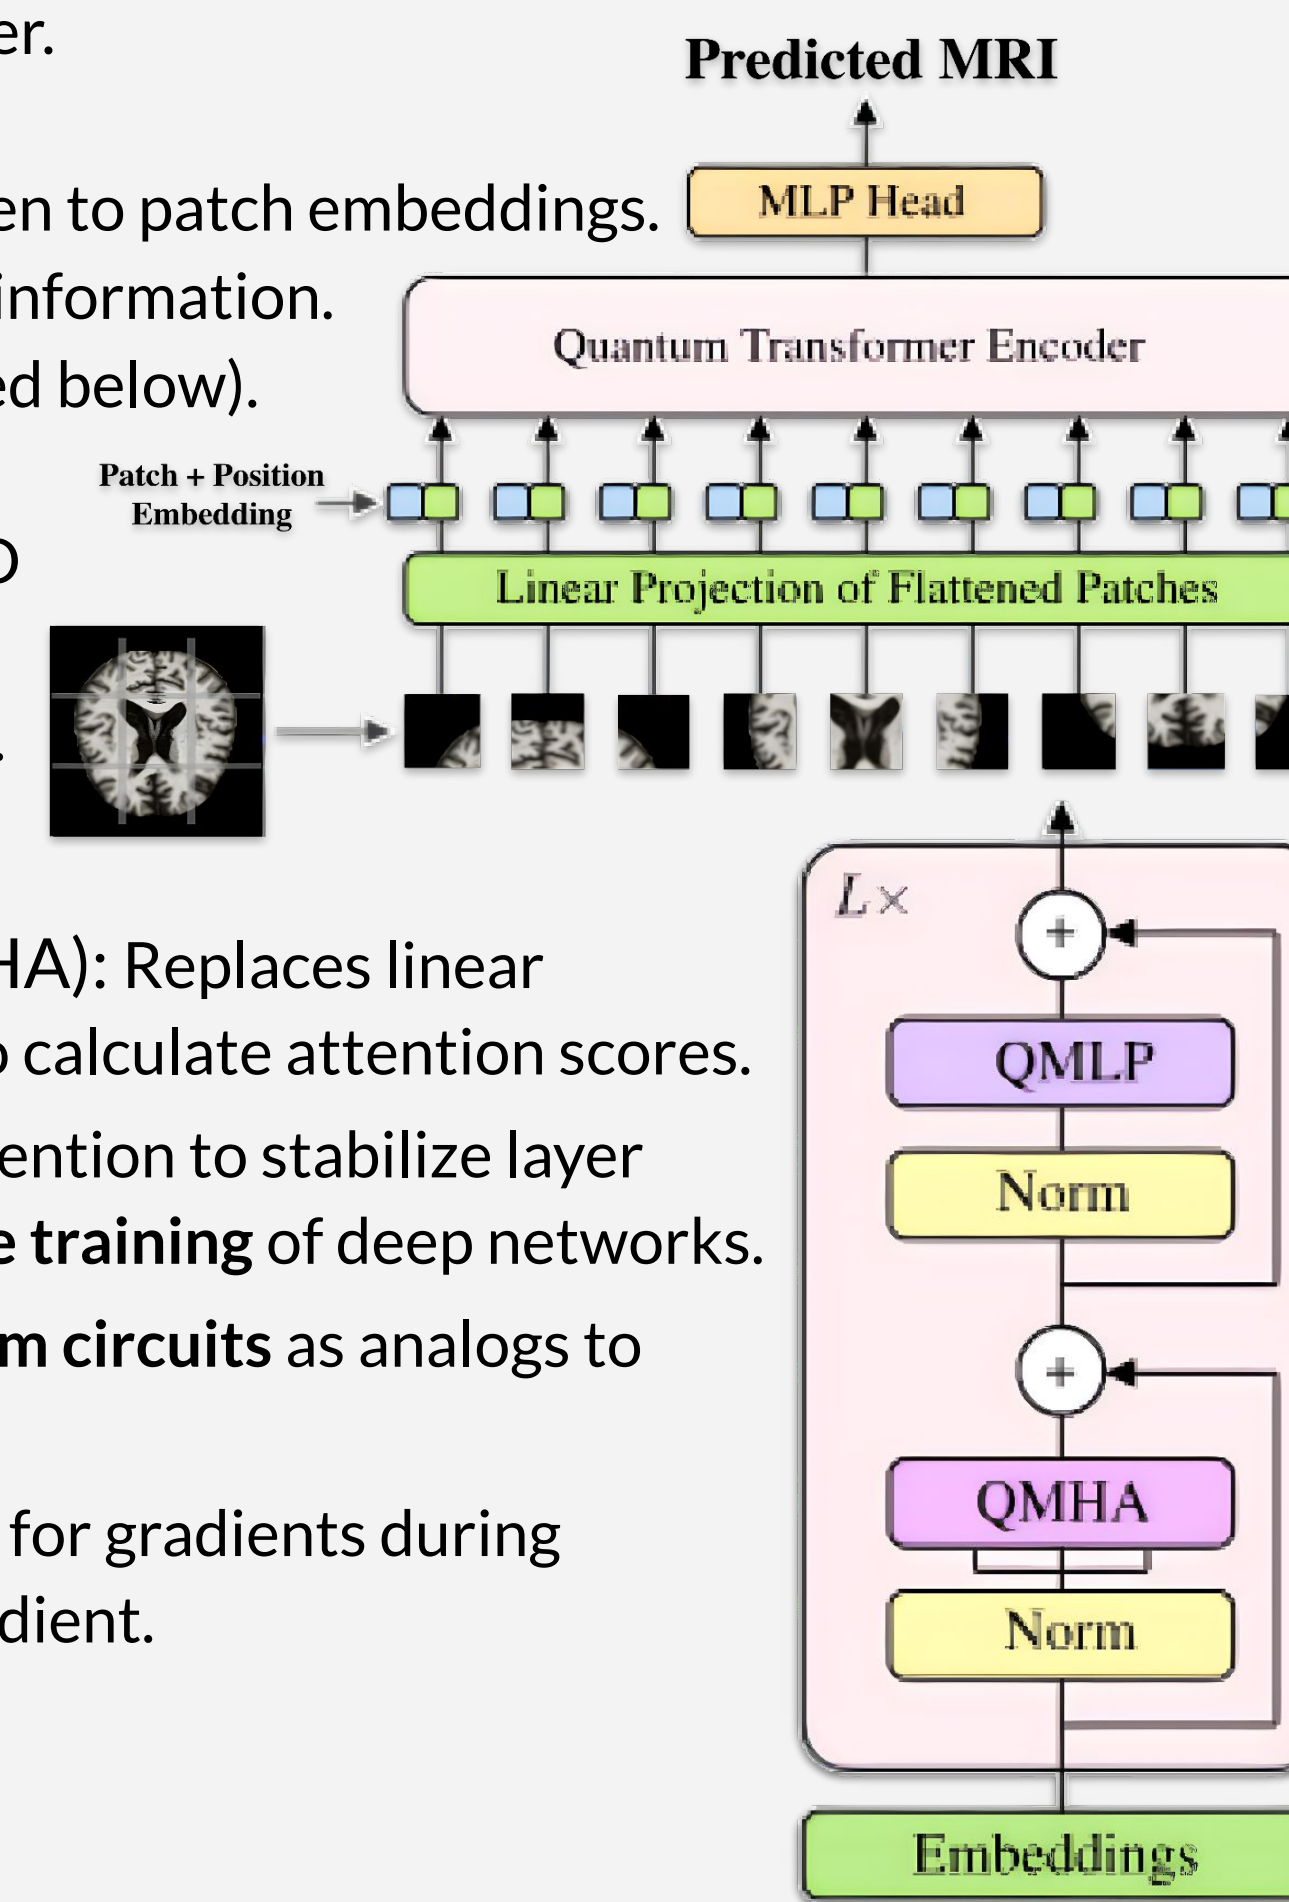 er.
Predicted MRI
MLP Head
en to patch embeddings.
information.
Quantum Transformer Encoder
ed below).
Patch + Position
Embedding
Linear Projection of Flattened Patches
.
L×
+
HA): Replaces linear
QMLP
o calculate attention scores.
ention to stabilize layer
Norm
e training of deep networks.
m circuits as analogs to
+
QMHA
for gradients during
dient.
Norm
Embeddings